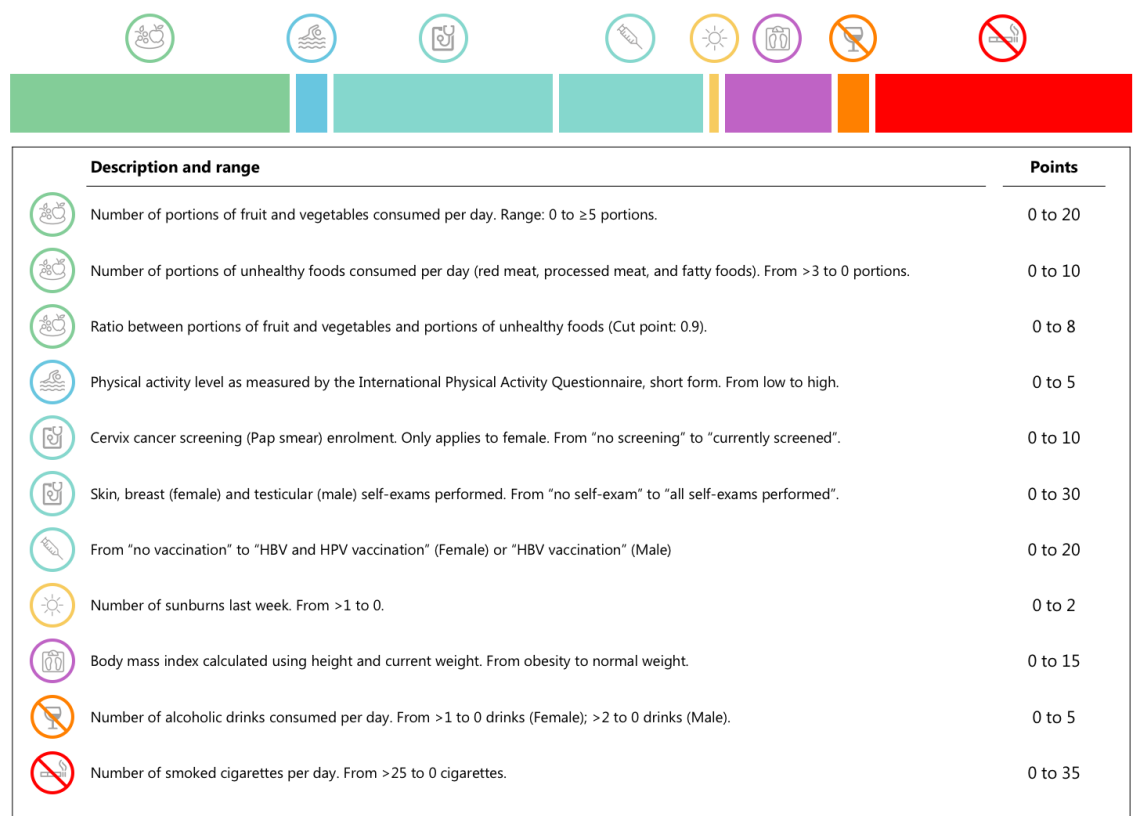 Description and range Points
Number of portions of fruit and vegetables consumed per day. Range: 0 to ≥5 portions. 0 to 20
Number of portions of unhealthy foods consumed per day (red meat, processed meat, and fatty foods). From >3 to 0 portions. 0 to 10
Ratio between portions of fruit and vegetables and portions of unhealthy foods (Cut point: 0.9). 0 to 8
Physical activity level as measured by the International Physical Activity Questionnaire, short form. From low to high. 0 to 5
Cervix cancer screening (Pap smear) enrolment. Only applies to female. From “no screening” to “currently screened”. 0 to 10
Skin, breast (female) and testicular (male) self-exams performed. From “no self-exam” to “all self-exams performed”. 0 to 30
From “no vaccination” to “HBV and HPV vaccination” (Female) or “HBV vaccination” (Male) 0 to 20
Number of sunburns last week. From >1 to 0. 0 to 2
Body mass index calculated using height and current weight. From obesity to normal weight. 0 to 15
Number of alcoholic drinks consumed per day. From >1 to 0 drinks (Female); >2 to 0 drinks (Male). 0 to 5
Number of smoked cigarettes per day. From >25 to 0 cigarettes. 0 to 35